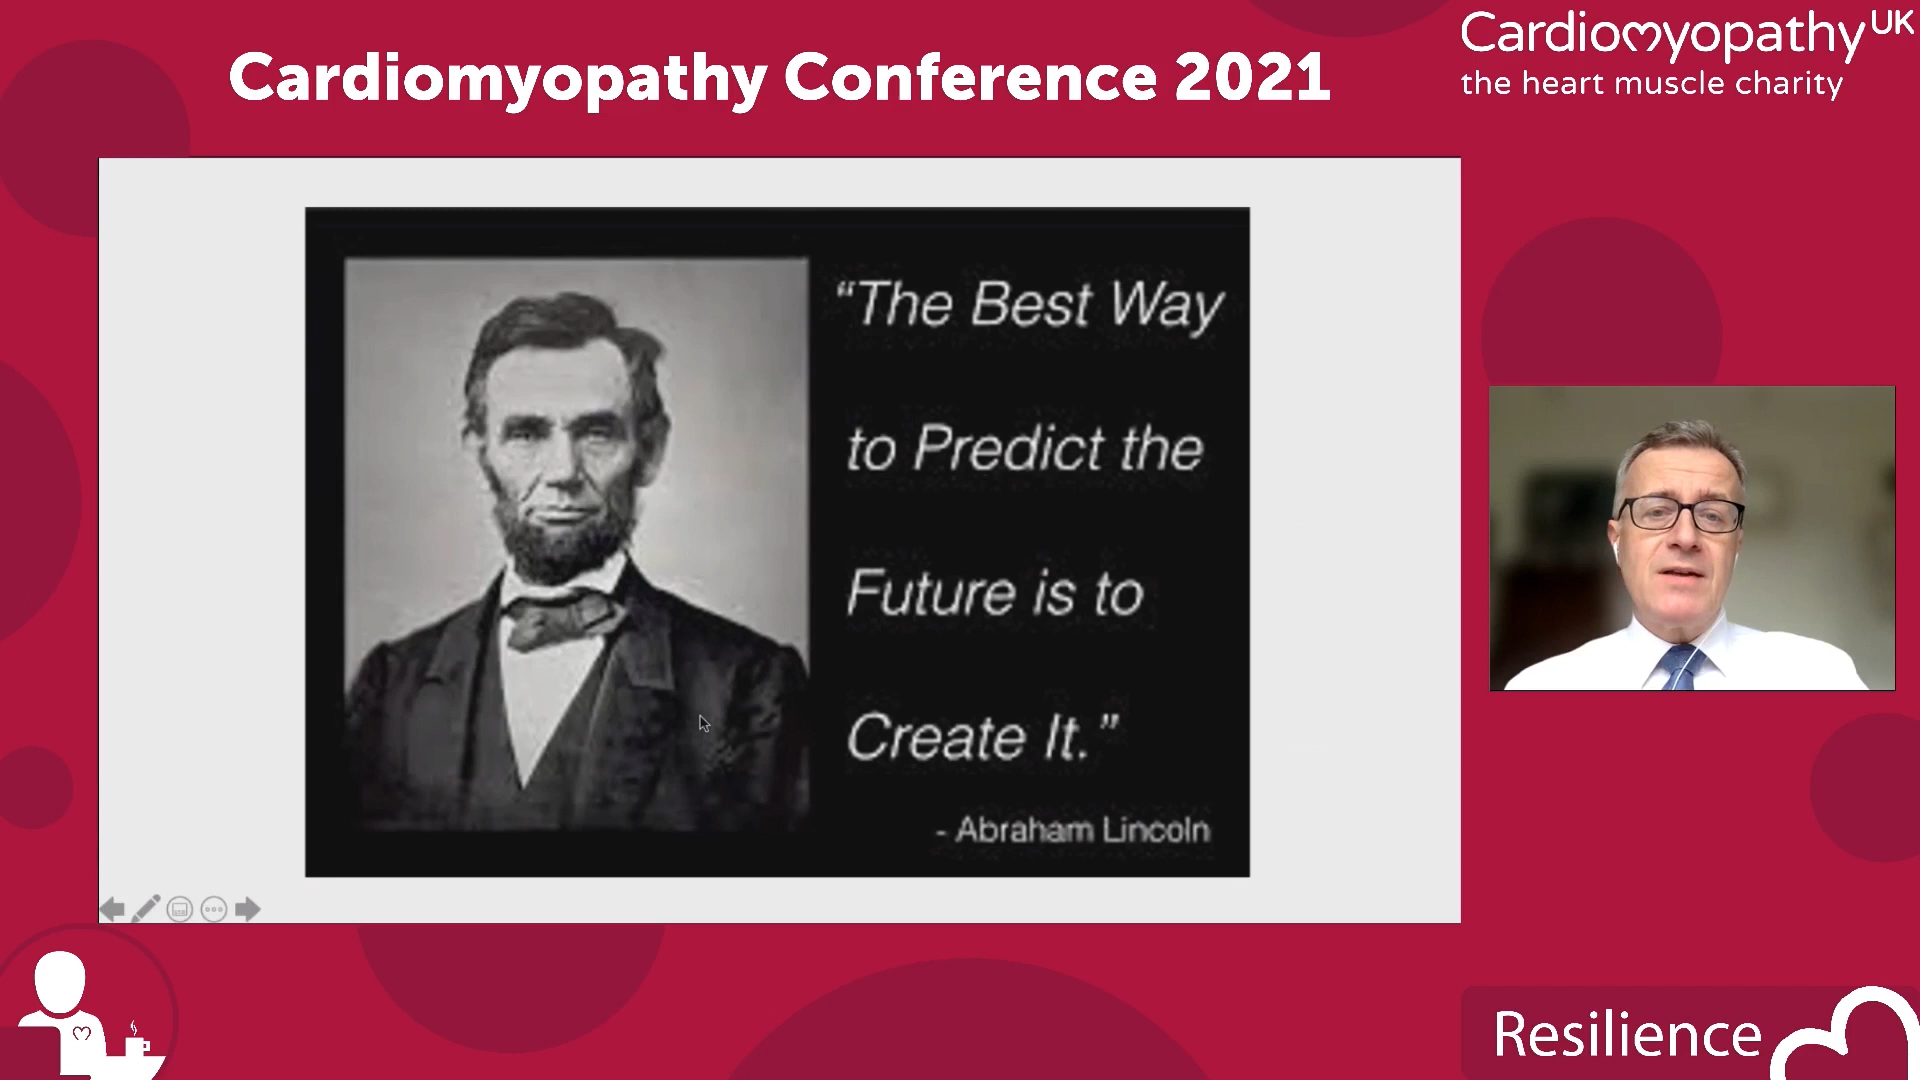 Cardiomyopathy Conference 2021
Cardiomyopathy UK
the heart muscle charity
“The Best Way
to Predict the
Future is to
Create It.”
- Abraham Lincoln
Resilience